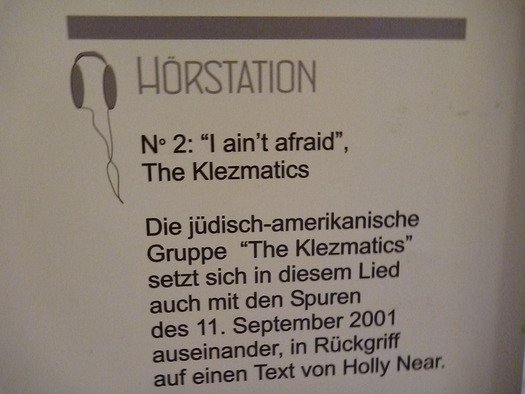 HÖRSTATION
Nº 2: “I ain’t afraid”,
The Klezmatics
Die jüdisch-amerikanische
Gruppe “The Klezmatics”
setzt sich in diesem Lied
auch mit den Spuren
des 11. September 2001
auseinander, in Rückgriff
auf einen Text von Holly Near.